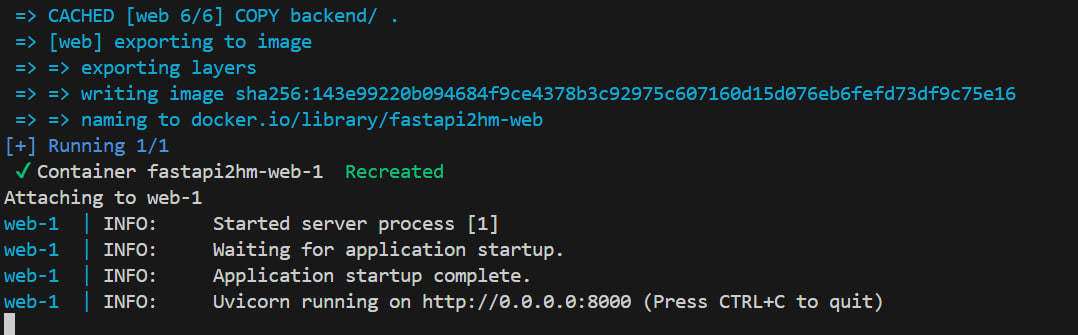 => CACHED [web 6/6] COPY backend/ .
=> [web] exporting to image
=> => exporting layers
=> => writing image sha256:143e99220b094684f9ce4378b3c92975c607160d15d076eb6fefd73df9c75e16
=> => naming to docker.io/library/fastapi2hm-web
[+] Running 1/1
✓ Container fastapi2hm-web-1  Recreated
Attaching to web-1
web-1  | INFO:     Started server process [1]
web-1  | INFO:     Waiting for application startup.
web-1  | INFO:     Application startup complete.
web-1  | INFO:     Uvicorn running on http://0.0.0.0:8000 (Press CTRL+C to quit)